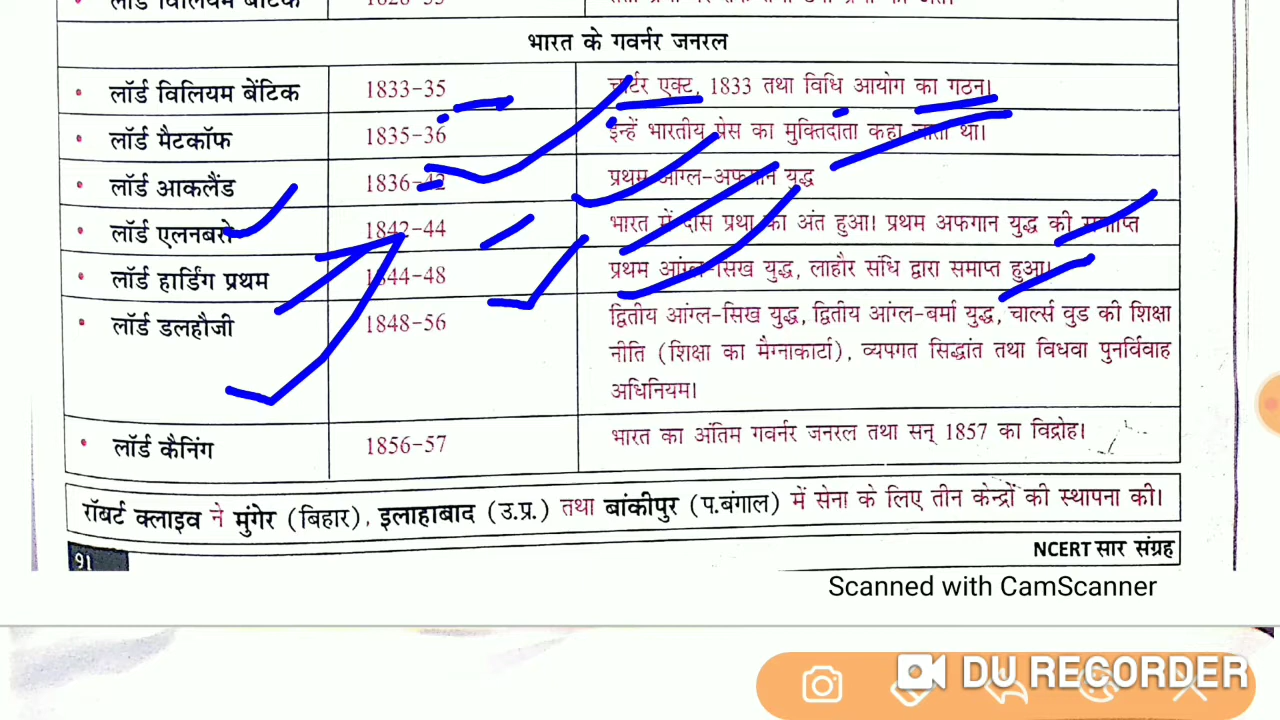 लॉर्ड विलियम बेंटिक 1828-35
भारत के गवर्नर जनरल
• लॉर्ड विलियम बेंटिक 1833-35 चार्टर एक्ट, 1833 तथा विधि आयोग का गठन।
• लॉर्ड मैटकॉफ 1835-36 इन्हें भारतीय प्रेस का मुक्तिदाता कहा जाता था।
• लॉर्ड आकलैंड 1836-42 प्रथम आंग्ल-अफगान युद्ध
• लॉर्ड एलनबरो 1842-44 भारत में दास प्रथा का अंत हुआ। प्रथम अफगान युद्ध की समाप्ति
• लॉर्ड हार्डिंग प्रथम 1844-48 प्रथम आंग्ल-सिख युद्ध, लाहौर संधि द्वारा समाप्त हुआ।
• लॉर्ड डलहौजी 1848-56 द्वितीय आंग्ल-सिख युद्ध, द्वितीय आंग्ल-बर्मा युद्ध, चार्ल्स वुड की शिक्षा
नीति (शिक्षा का मैग्नाकार्टा), व्यपगत सिद्धांत तथा विधवा पुनर्विवाह
अधिनियम।
• लॉर्ड कैनिंग 1856-57 भारत का अंतिम गवर्नर जनरल तथा सन् 1857 का विद्रोह।
रॉबर्ट क्लाइव ने मुंगेर (बिहार), इलाहाबाद (उ.प्र.) तथा बांकीपुर (प.बंगाल) में सेना के लिए तीन केन्द्रों की स्थापना की।
91 NCERT सार संग्रह
Scanned with CamScanner
DU RECORDER